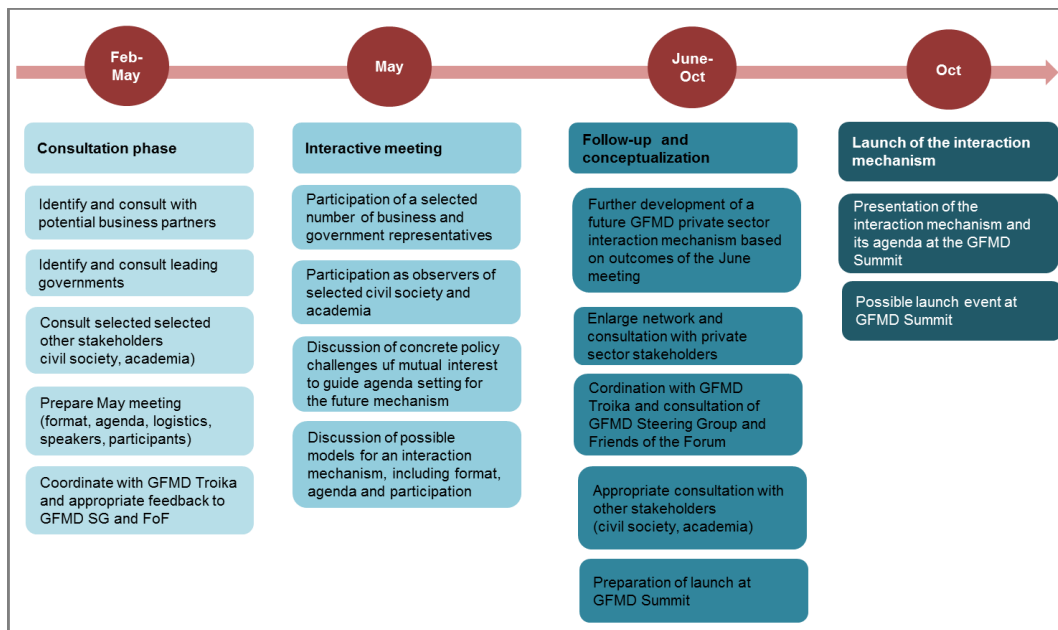 Feb-
May
May
June-
Oct
Oct
Consultation phase
Identify and consult with
potential business partners
Identify and consult leading
governments
Consult selected selected
other stakeholders
civil society, academia)
Prepare May meeting
(format, agenda, logistics,
speakers, participants)
Coordinate with GFMD Troika
and appropriate feedback to
GFMD SG and FoF
Interactive meeting
Participation of a selected
number of business and
government representatives
Participation as observers of
selected civil society and
academia
Discussion of concrete policy
challenges of mutual interest
to guide agenda setting for
the future mechanism
Discussion of possible
models for an interaction
mechanism, including format,
agenda and participation
Follow-up and
conceptualization
Further development of a
future GFMD private sector
interaction mechanism based
on outcomes of the June
meeting
Enlarge network and
consultation with private
sector stakeholders
Cordination with GFMD
Troika and consultation of
GFMD Steering Group and
Friends of the Forum
Appropriate consultation with
other stakeholders
(civil society, academia)
Preparation of launch at
GFMD Summit
Launch of the interaction
mechanism
Presentation of the
interaction mechanism and
its agenda at the GFMD
Summit
Possible launch event at
GFMD Summit